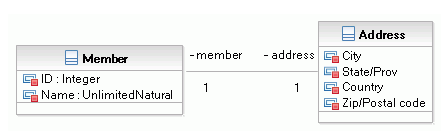 Member
ID : Integer
Name : UnlimitedNatural
- member
- address
1
1
Address
City
State/Prov
Country
Zip/Postal code